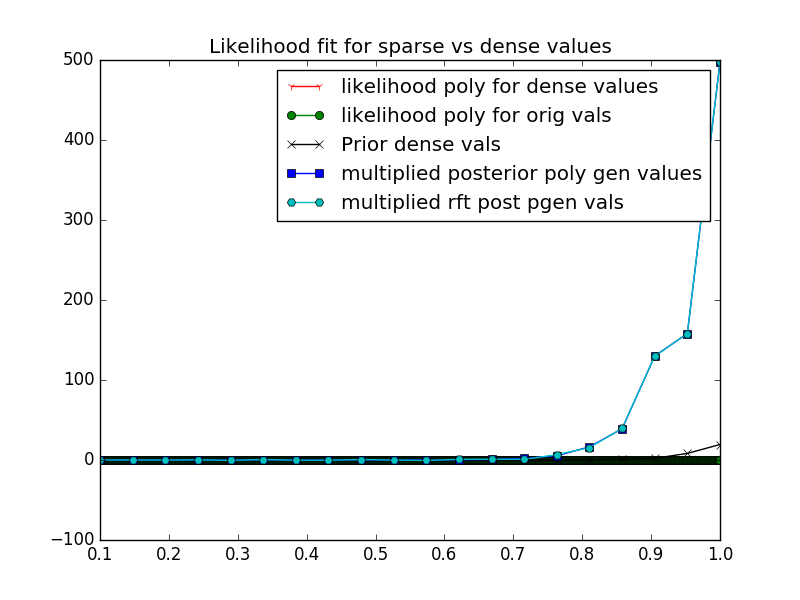 Likelihood fit for sparse vs dense values
500
400
300
200
100
0
−100
0.1 0.2 0.3 0.4 0.5 0.6 0.7 0.8 0.9 1.0
likelihood poly for dense values
likelihood poly for orig vals
Prior dense vals
multiplied posterior poly gen values
multiplied rft post pgen vals